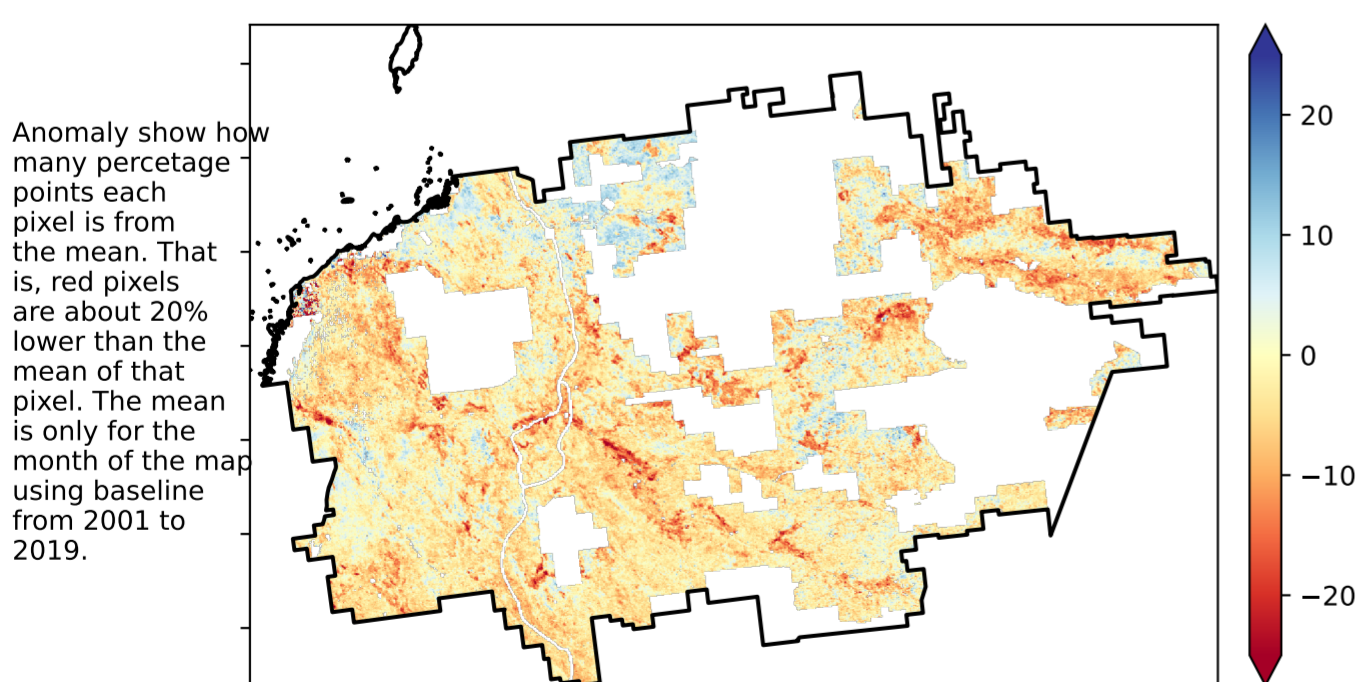 Anomaly show how
many percetage
points each
pixel is from
the mean. That
is, red pixels
are about 20%
lower than the
mean of that
pixel. The mean
is only for the
month of the map
using baseline
from 2001 to
2019.
20
10
0
−10
−20